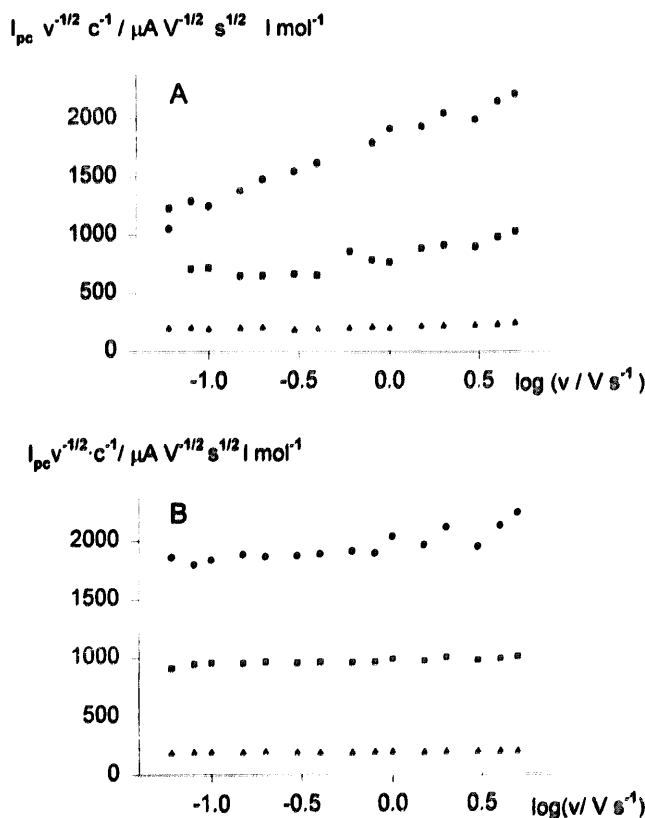 I_pc v^-1/2 c^-1 / μA V^-1/2 s^1/2 l mol^-1
A
2000
1500
1000
500
0
-1.0 -0.5 0.0 0.5 log (v / V s^-1)
I_pc v^-1/2·c^-1/ μA V^-1/2 s^1/2 l mol^-1
B
2000
1500
1000
500
0
-1.0 -0.5 0.0 0.5 log(v/ V s^-1)